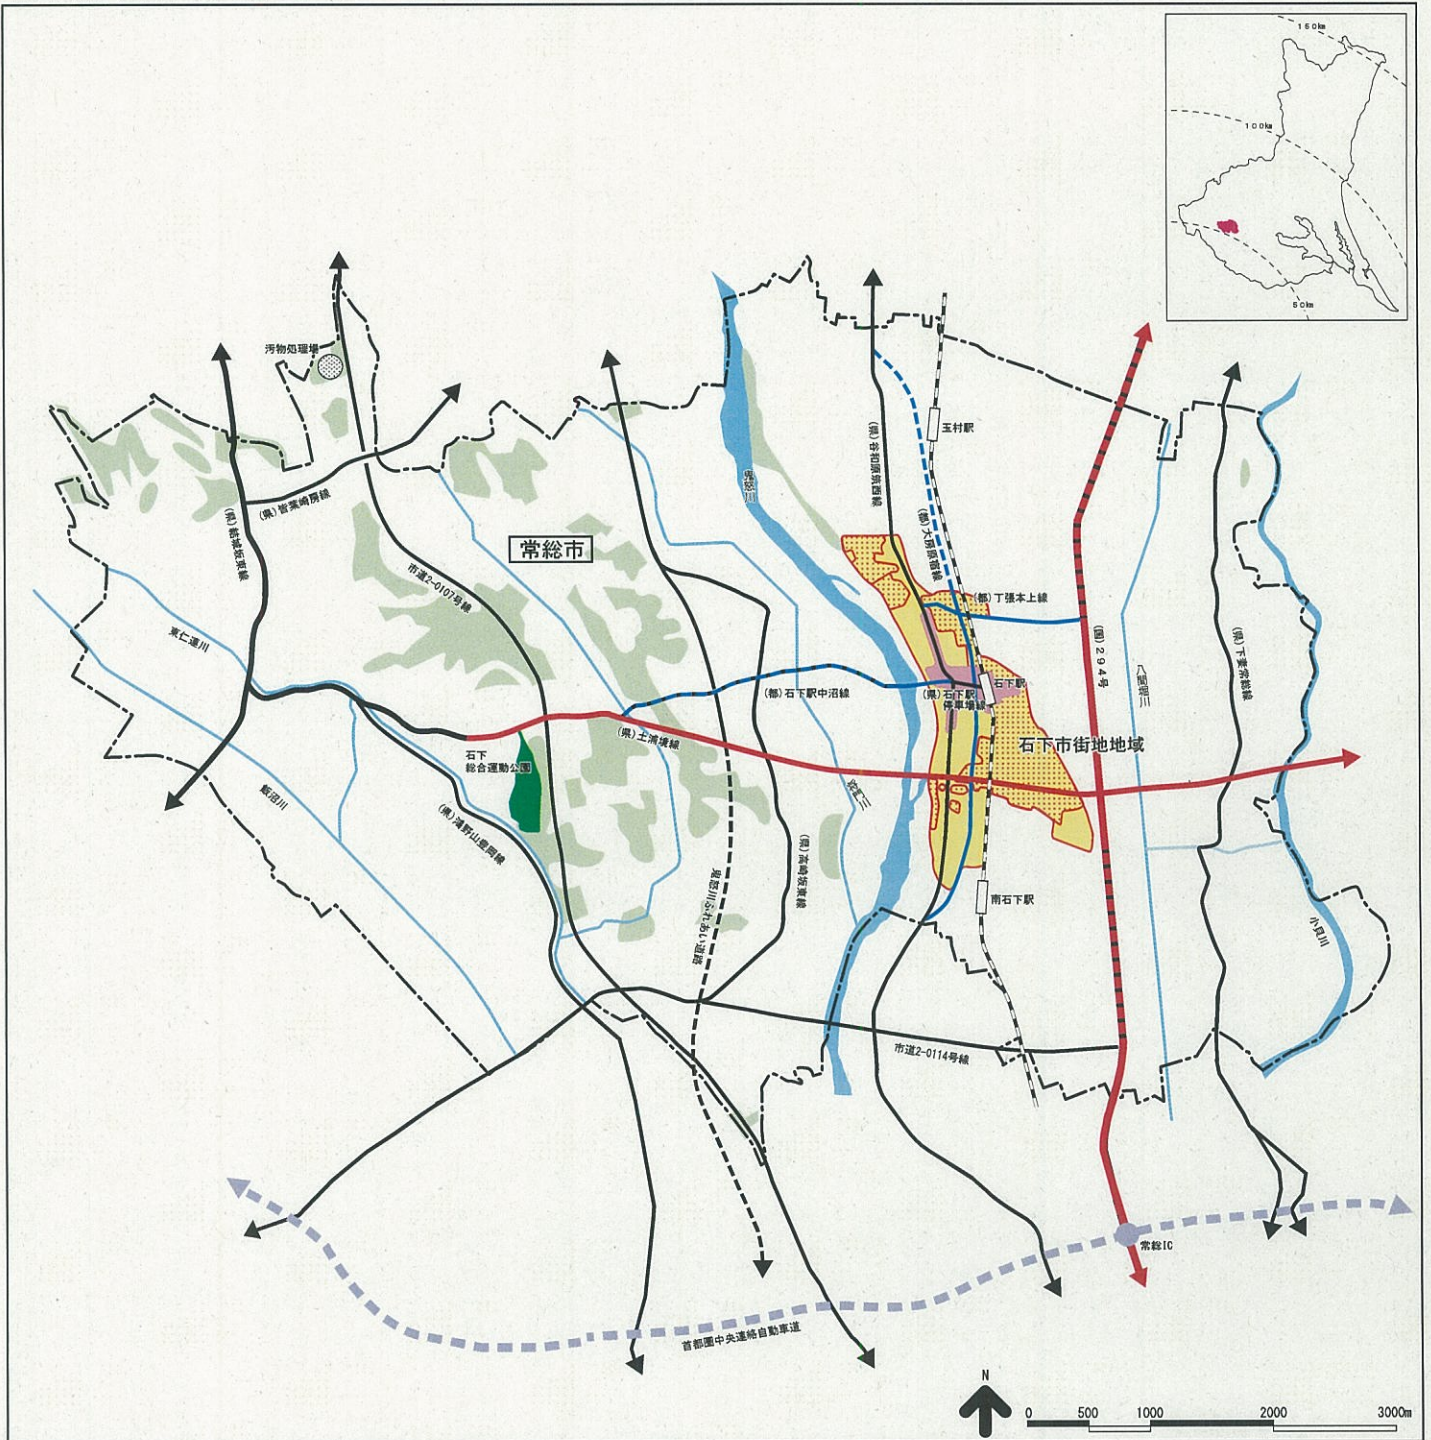 150km
100km
50km
汚物処理場
玉村駅
鬼怒川
(県)谷和原筑西線
(県)皆葉崎房線
(県)結城坂東線
常総市
(都)大房原宿線
市道2-0107号線
(都)丁張本上線
(国)294号
(県)下妻常総線
八間堀川
東仁連川
石下駅
(都)石下駅中沼線
(県)石下駅
停車場線
石下市街地地域
(県)土浦境線
石下
総合運動公園
飯沼川
(県)鴻野山豊岡線
(県)高崎坂東線
鬼怒川ふれあい道路
南石下駅
小貝川
市道2-0114号線
常総IC
首都圏中央連絡自動車道
N
0 500 1000 2000 3000m